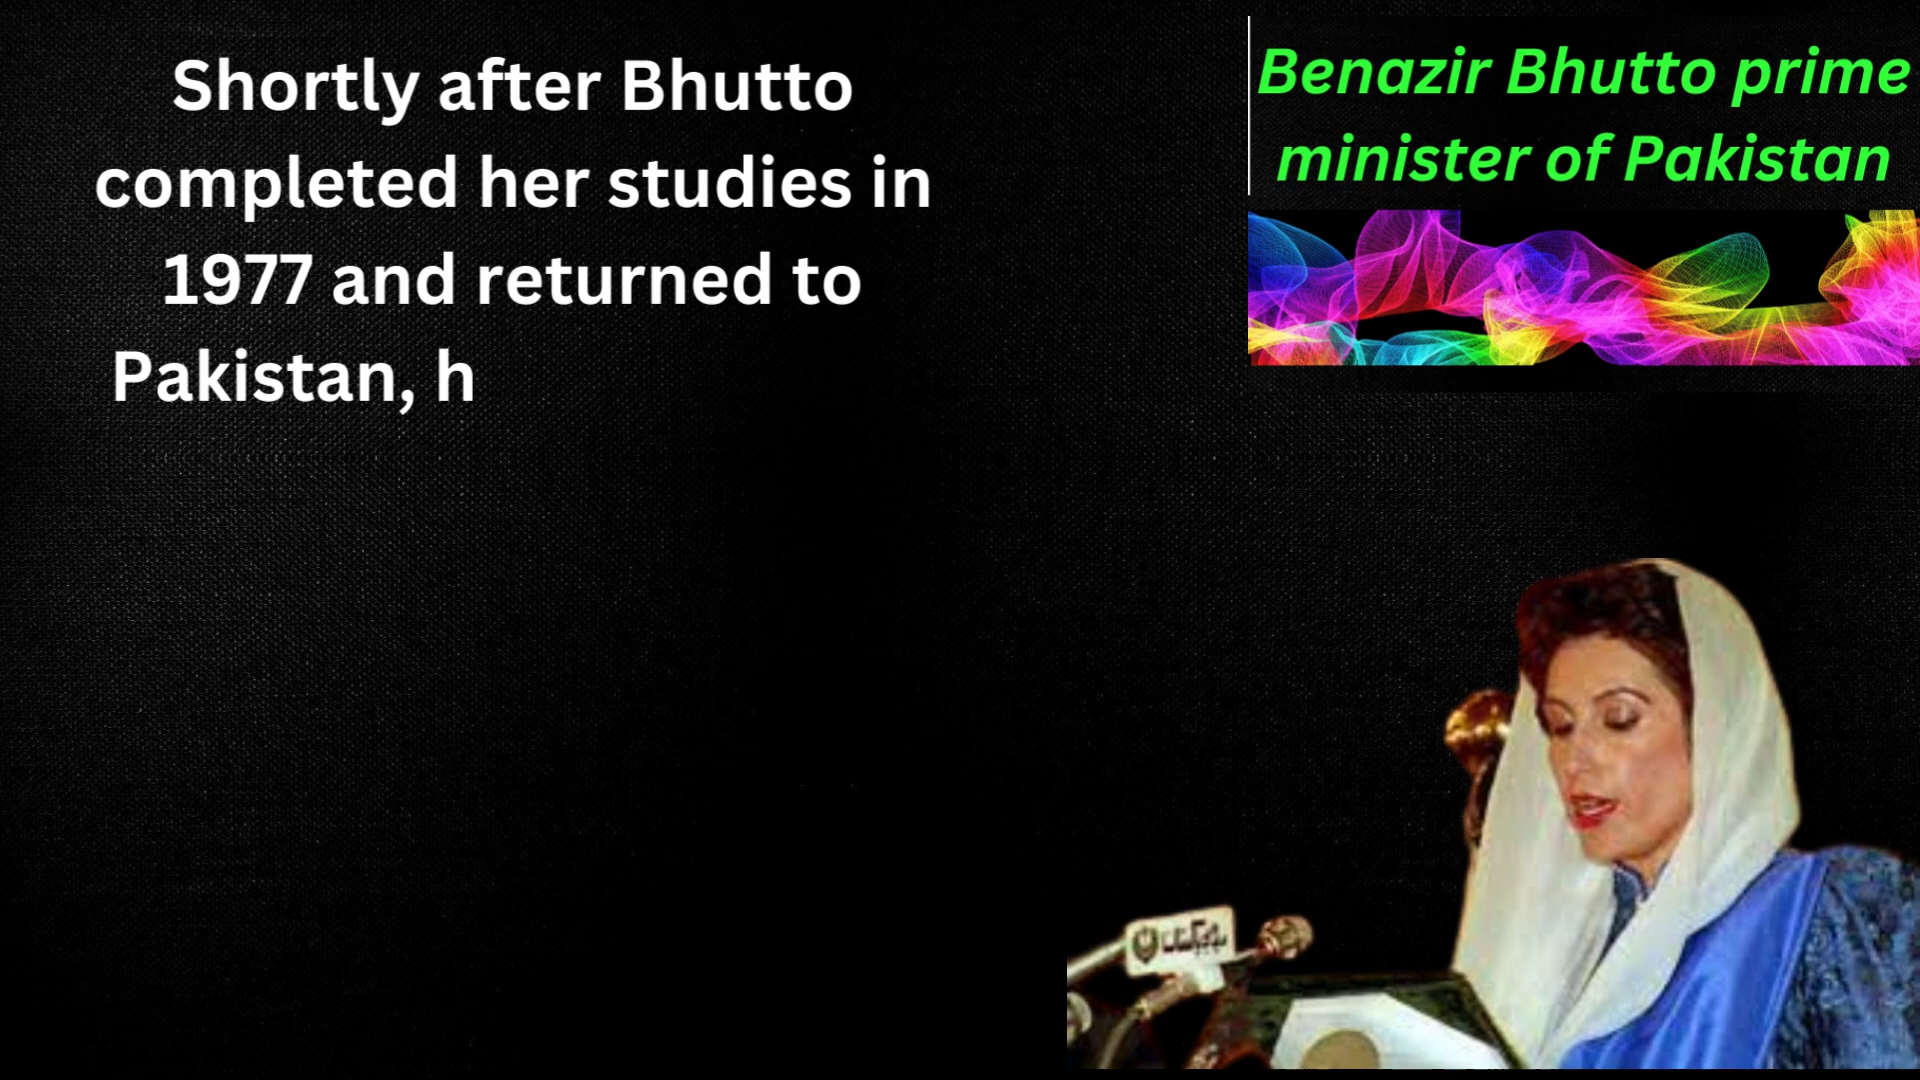 Shortly after Bhutto
completed her studies in
1977 and returned to
Pakistan, h
Benazir Bhutto prime
minister of Pakistan